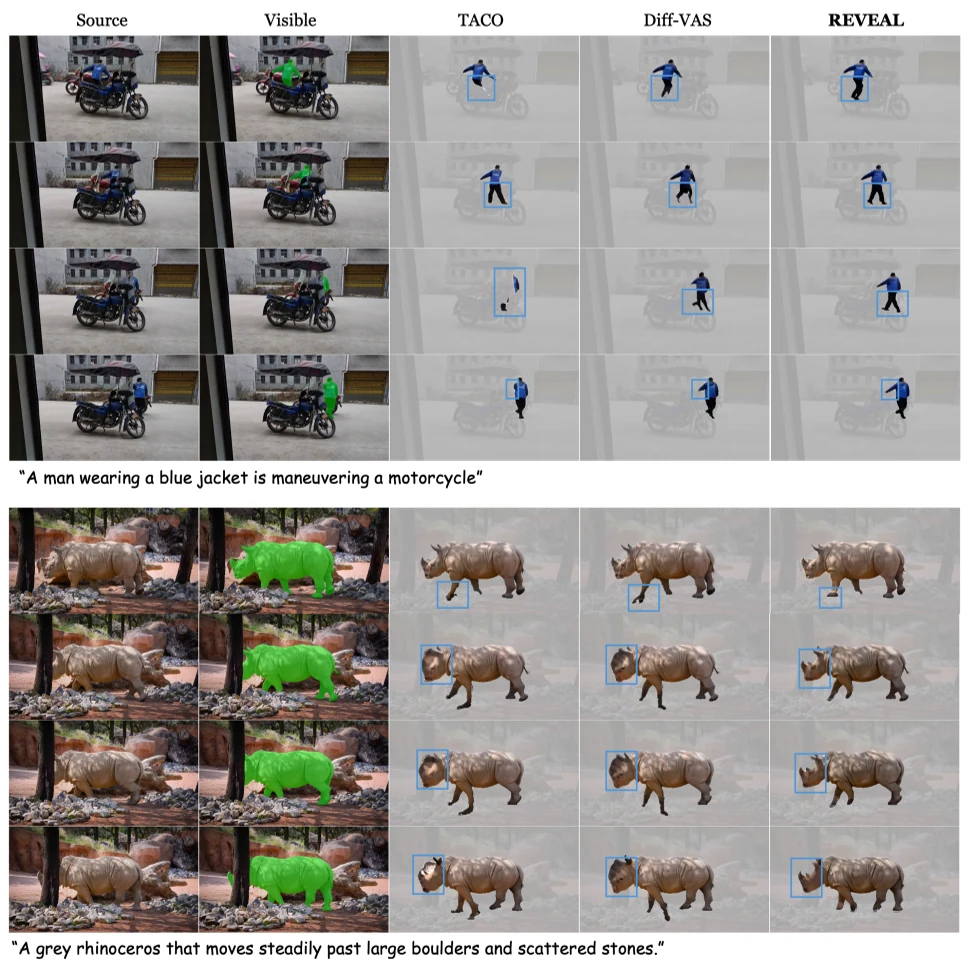 Source Visible TACO Diff-VAS REVEAL
“A man wearing a blue jacket is maneuvering a motorcycle”
“A grey rhinoceros that moves steadily past large boulders and scattered stones.”